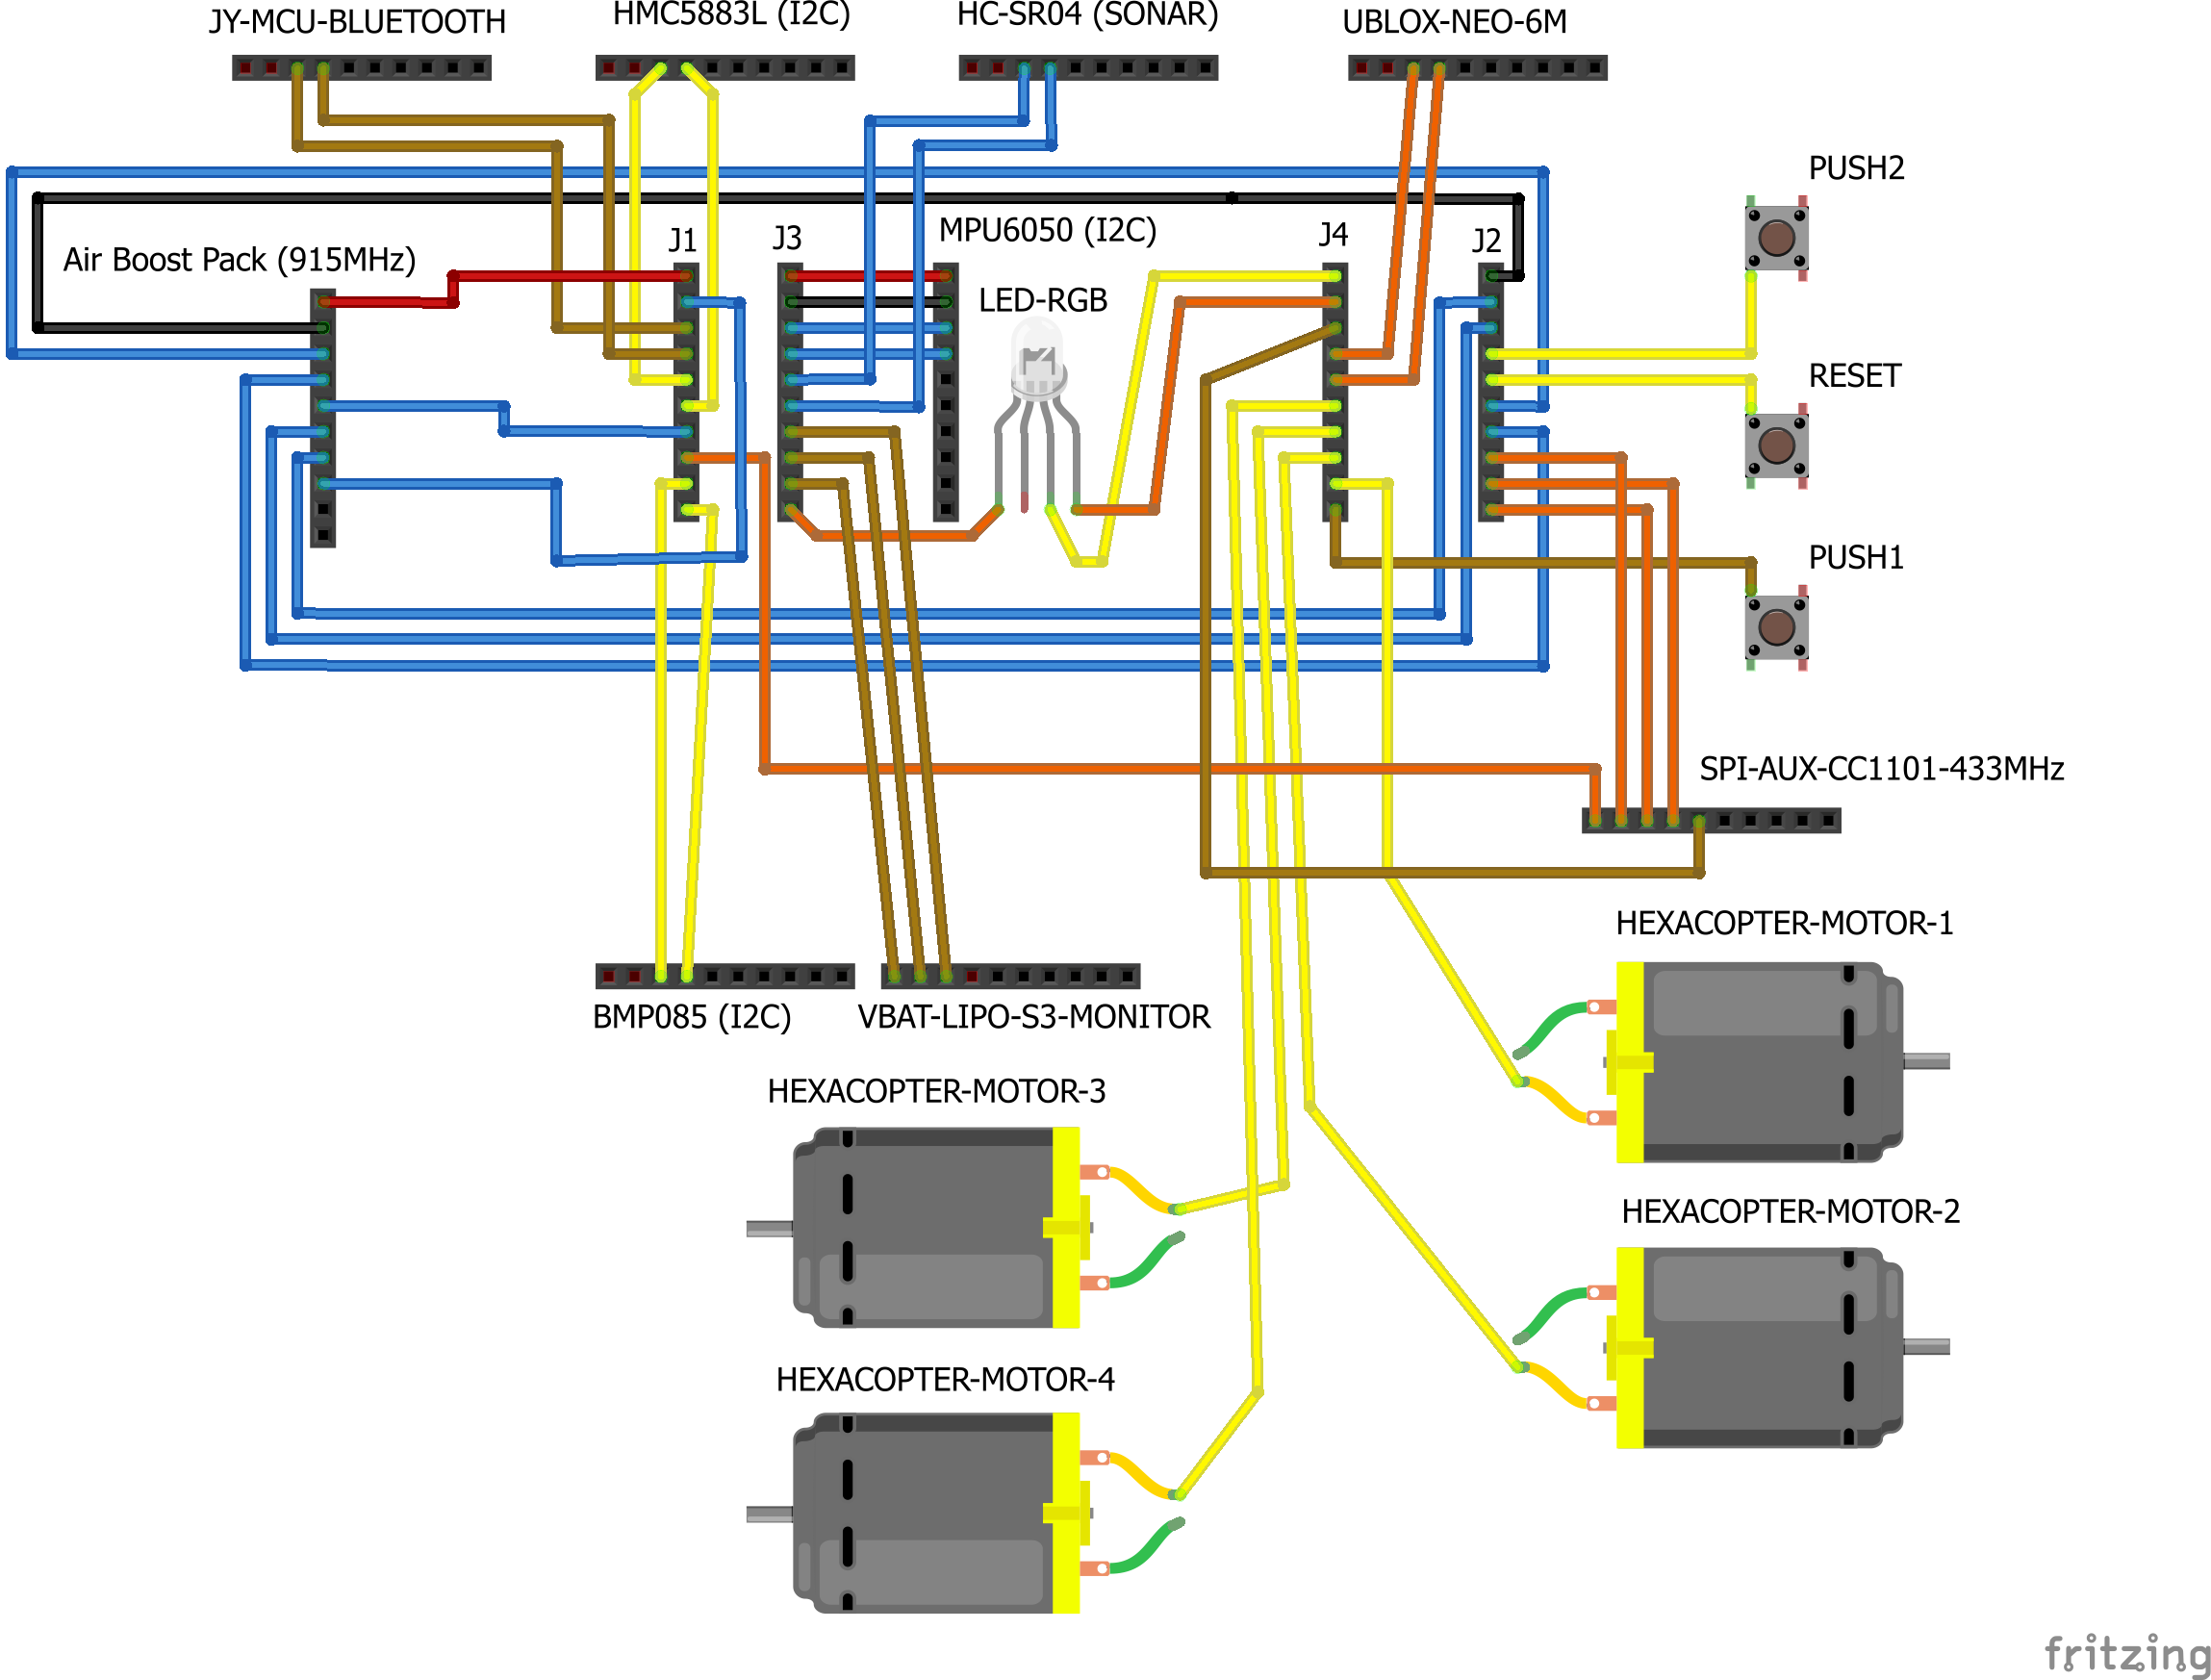 JY-MCU-BLUETOOTH
HMC5883L (I2C)
HC-SR04 (SONAR)
UBLOX-NEO-6M
PUSH2
Air Boost Pack (915MHz)
J1
J3
MPU6050 (I2C)
J4
J2
LED-RGB
RESET
PUSH1
SPI-AUX-CC1101-433MHz
HEXACOPTER-MOTOR-1
BMP085 (I2C)
VBAT-LIPO-S3-MONITOR
HEXACOPTER-MOTOR-3
HEXACOPTER-MOTOR-2
HEXACOPTER-MOTOR-4
fritzing